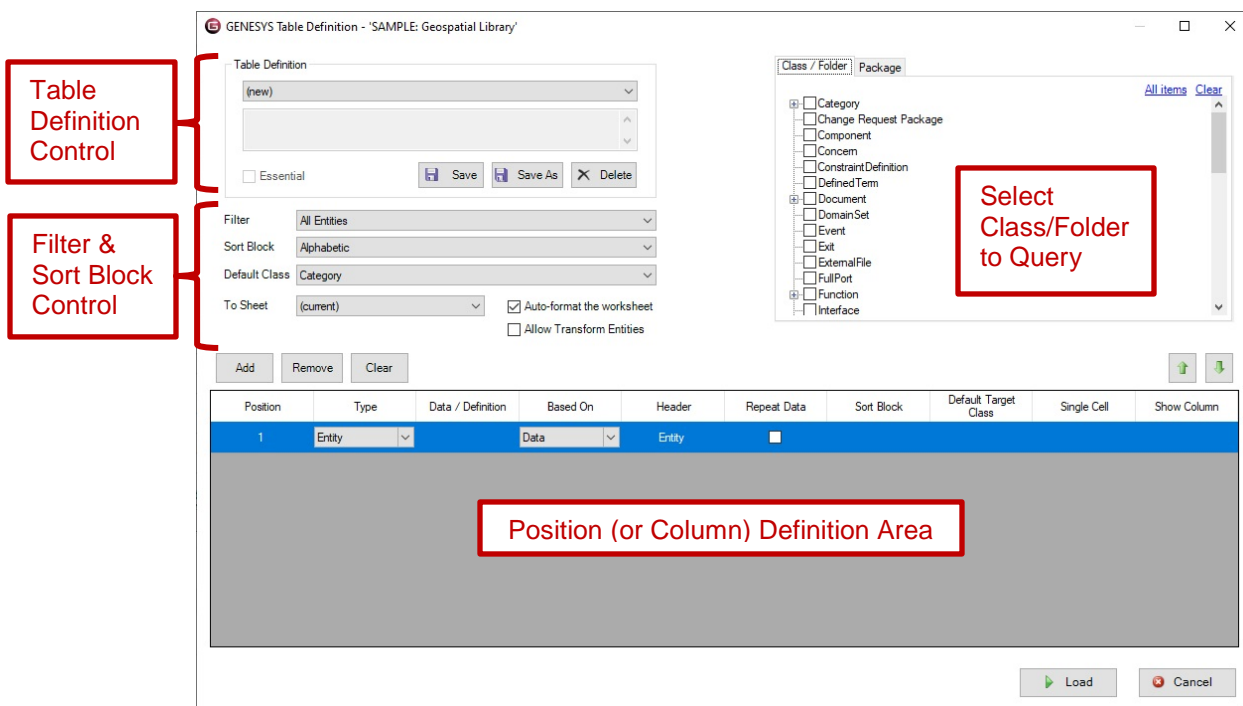 GENESYS Table Definition - 'SAMPLE: Geospatial Library'
Table
Definition
Control
Table Definition
(new)
Essential
Save
Save As
Delete
Filter &
Sort Block
Control
Filter
All Entities
Sort Block
Alphabetic
Default Class
Category
To Sheet
(current)
Auto-format the worksheet
Allow Transform Entities
Class / Folder
Package
All items
Clear
Category
Change Request Package
Component
Concern
ConstraintDefinition
DefinedTerm
Document
DomainSet
Event
Exit
ExternalFile
FullPort
Function
Interface
Select
Class/Folder
to Query
Add
Remove
Clear
Position
Type
Data / Definition
Based On
Header
Repeat Data
Sort Block
Default Target
Class
Single Cell
Show Column
1
Entity
Data
Entity
Position (or Column) Definition Area
Load
Cancel